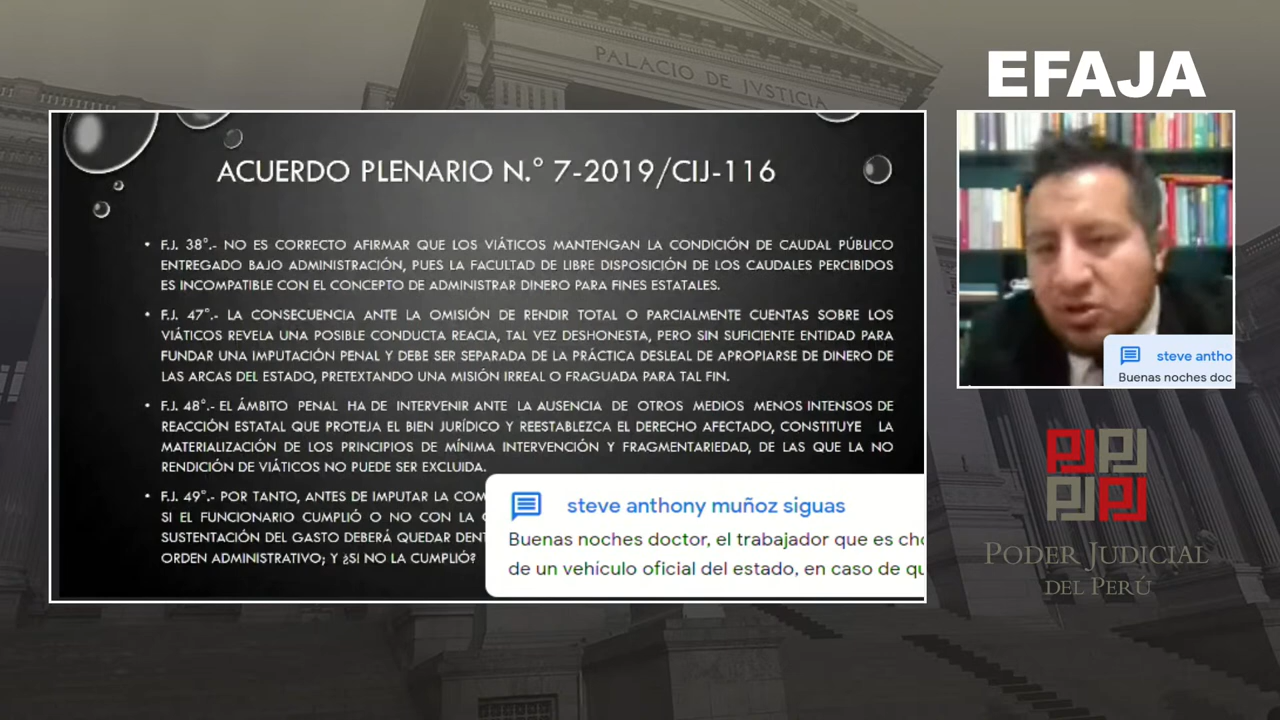 PALACIO DE JVSTICIA
EFAJA
ACUERDO PLENARIO N.° 7-2019/CIJ-116
• F.J. 38°.- NO ES CORRECTO AFIRMAR QUE LOS VIÁTICOS MANTENGAN LA CONDICIÓN DE CAUDAL PÚBLICO
ENTREGADO BAJO ADMINISTRACIÓN, PUES LA FACULTAD DE LIBRE DISPOSICIÓN DE LOS CAUDALES PERCIBIDOS
ES INCOMPATIBLE CON EL CONCEPTO DE ADMINISTRAR DINERO PARA FINES ESTATALES.
• F.J. 47°.- LA CONSECUENCIA ANTE LA OMISIÓN DE RENDIR TOTAL O PARCIALMENTE CUENTAS SOBRE LOS
VIÁTICOS REVELA UNA POSIBLE CONDUCTA REACIA, TAL VEZ DESHONESTA, PERO SIN SUFICIENTE ENTIDAD PARA
FUNDAR UNA IMPUTACIÓN PENAL Y DEBE SER SEPARADA DE LA PRÁCTICA DESLEAL DE APROPIARSE DE DINERO DE
LAS ARCAS DEL ESTADO, PRETEXTANDO UNA MISIÓN IRREAL O FRAGUADA PARA TAL FIN.
• F.J. 48°.- EL ÁMBITO PENAL HA DE INTERVENIR ANTE LA AUSENCIA DE OTROS MEDIOS MENOS INTENSOS DE
REACCIÓN ESTATAL QUE PROTEJA EL BIEN JURÍDICO Y REESTABLEZCA EL DERECHO AFECTADO, CONSTITUYE LA
MATERIALIZACIÓN DE LOS PRINCIPIOS DE MÍNIMA INTERVENCIÓN Y FRAGMENTARIEDAD, DE LAS QUE LA NO
RENDICIÓN DE VIÁTICOS NO PUEDE SER EXCLUIDA.
• F.J. 49°.- POR TANTO, ANTES DE IMPUTAR LA COM
SI EL FUNCIONARIO CUMPLIÓ O NO CON LA
SUSTENTACIÓN DEL GASTO DEBERÁ QUEDAR DENT
ORDEN ADMINISTRATIVO; Y ¿SI NO LA CUMPLIÓ?
steve anthony muñoz siguas
Buenas noches doctor, el trabajador que es cho
de un vehículo oficial del estado, en caso de qu
steve antho
Buenas noches doc
PODER JUDICIAL
DEL PERÚ